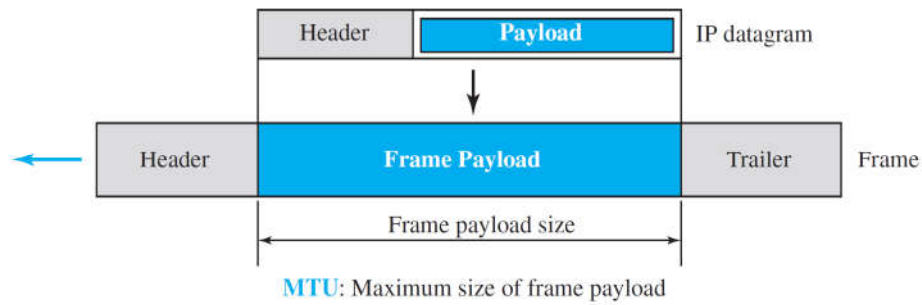 Header Payload IP datagram
Header Frame Payload Trailer Frame
Frame payload size
MTU: Maximum size of frame payload